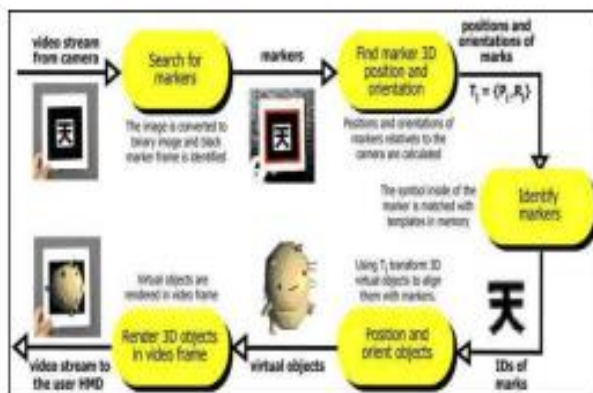 video stream
from camera
Search for
markers
markers
Find marker 3D
position and
orientation
positions and
orientations of
marks
Tᵢ = {Pᵢ,Rᵢ}
天
The image is converted to
binary image and black
marker frame is identified
天
Positions and orientations of
markers relatively to the
camera are calculated
The symbol inside of the
marker is matched with
templates in memory
Identify
markers
Virtual objects are
rendered in video frame
Using Tᵢ transform 3D
virtual objects to align
them with markers.
天
Render 3D objects
in video frame
Position and
orient objects
video stream to
the user HMD
virtual objects
IDs of
marks